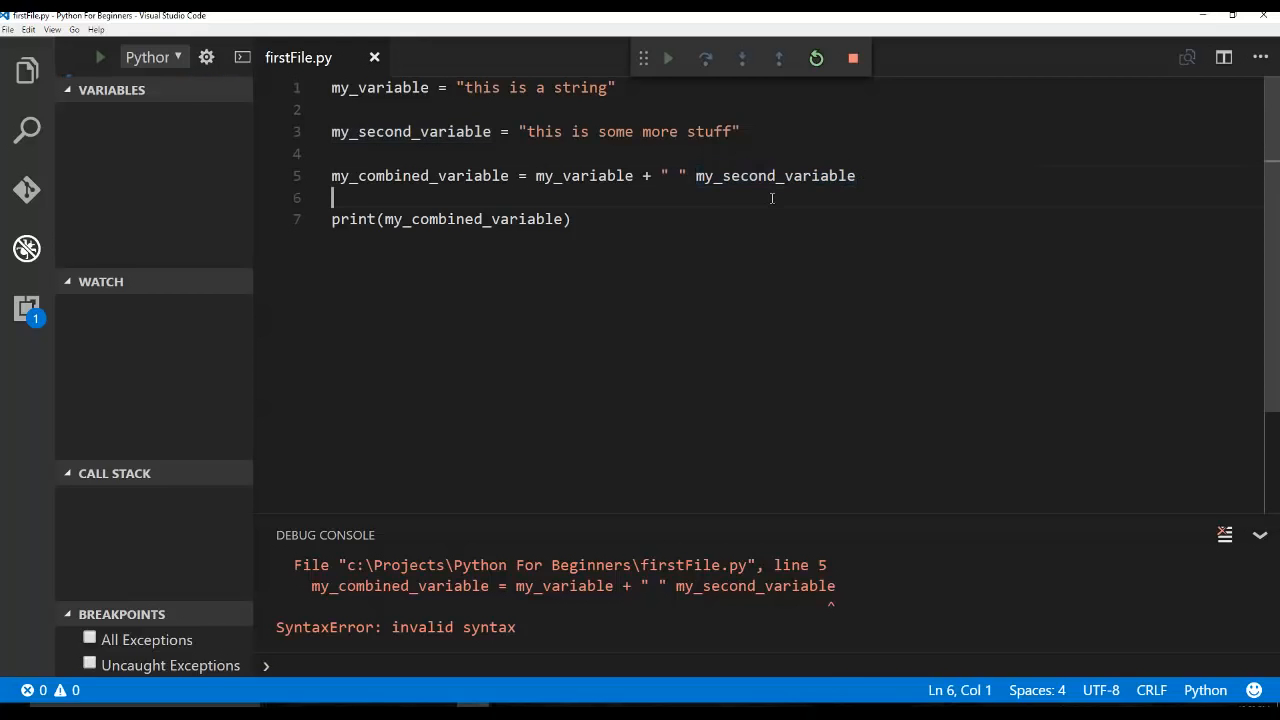 firstFile.py - Python For Beginners - Visual Studio Code
File Edit View Go Help
Python
firstFile.py
VARIABLES
WATCH
CALL STACK
BREAKPOINTS
All Exceptions
Uncaught Exceptions
1
1 my_variable = "this is a string"
2
3 my_second_variable = "this is some more stuff"
4
5 my_combined_variable = my_variable + " " my_second_variable
6
7 print(my_combined_variable)
DEBUG CONSOLE
File "c:\Projects\Python For Beginners\firstFile.py", line 5
my_combined_variable = my_variable + " " my_second_variable
^
SyntaxError: invalid syntax
0 0 Ln 6, Col 1 Spaces: 4 UTF-8 CRLF Python